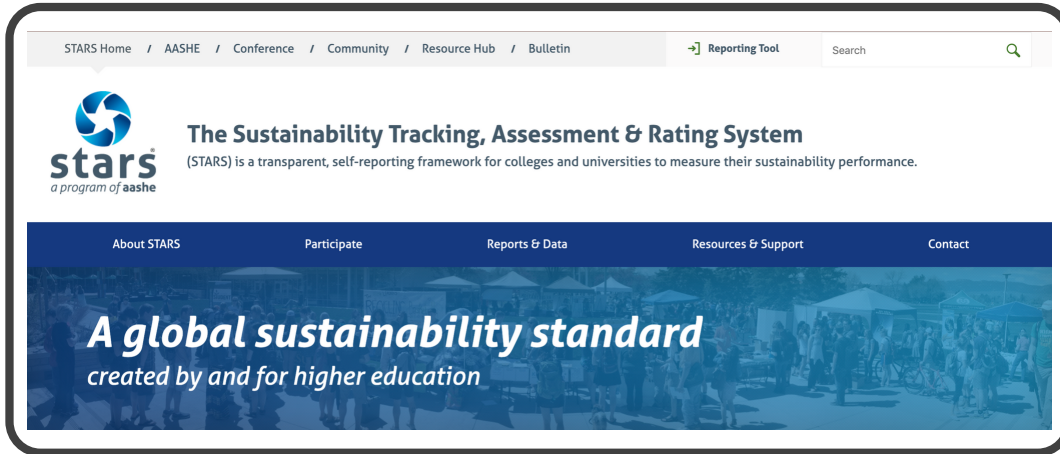 STARS Home / AASHE / Conference / Community / Resource Hub / Bulletin Reporting Tool Search
stars®
a program of aashe
The Sustainability Tracking, Assessment & Rating System
(STARS) is a transparent, self-reporting framework for colleges and universities to measure their sustainability performance.
About STARS Participate Reports & Data Resources & Support Contact
A global sustainability standard
created by and for higher education